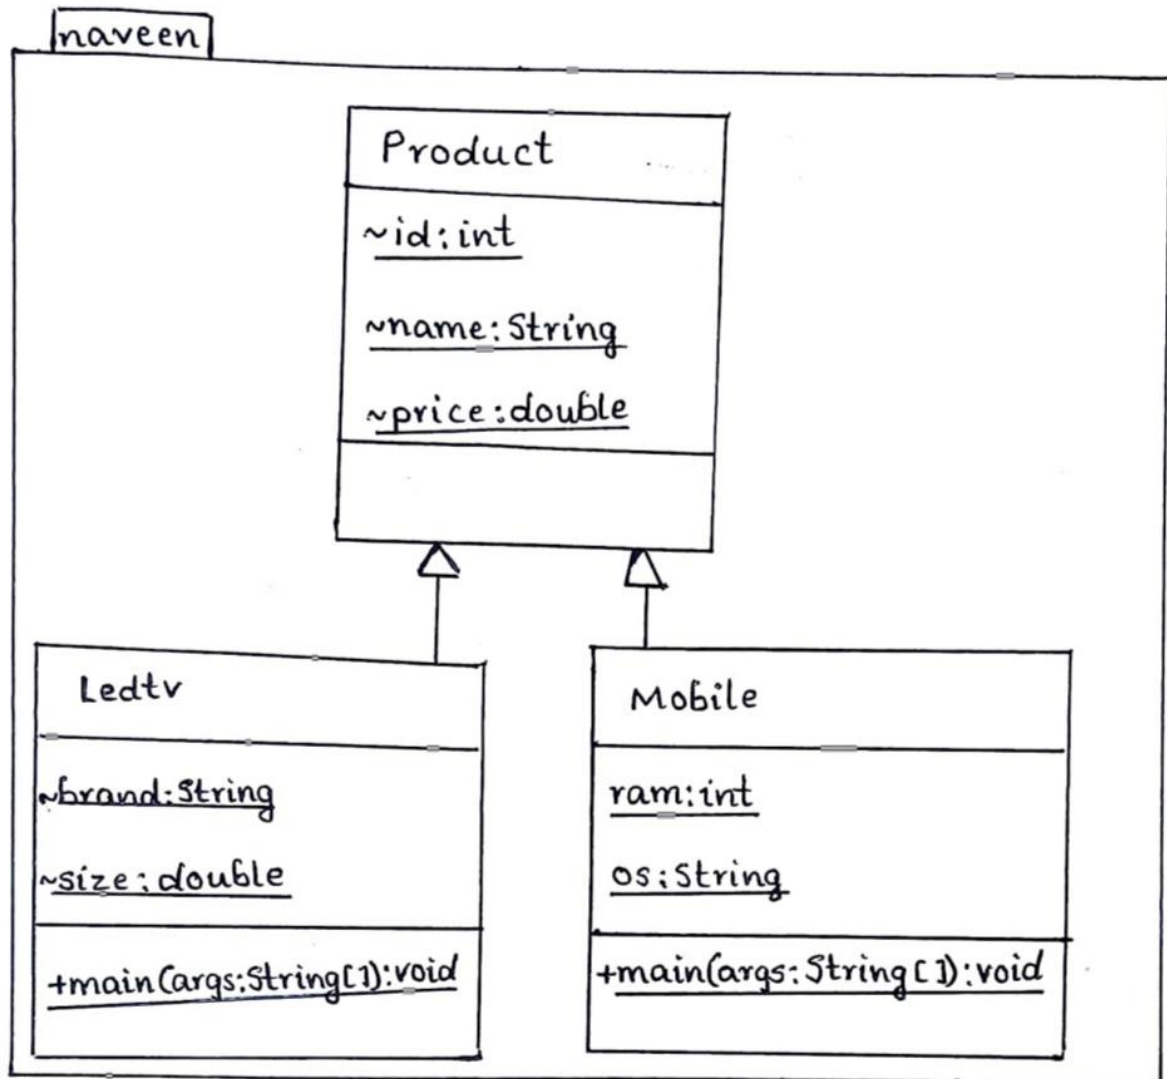 naveen
Product
~id:int
~name:String
~price:double
Ledtv
~brand:String
~size:double
+main(args:String[]):void
Mobile
ram:int
os:String
+main(args:String[]):void